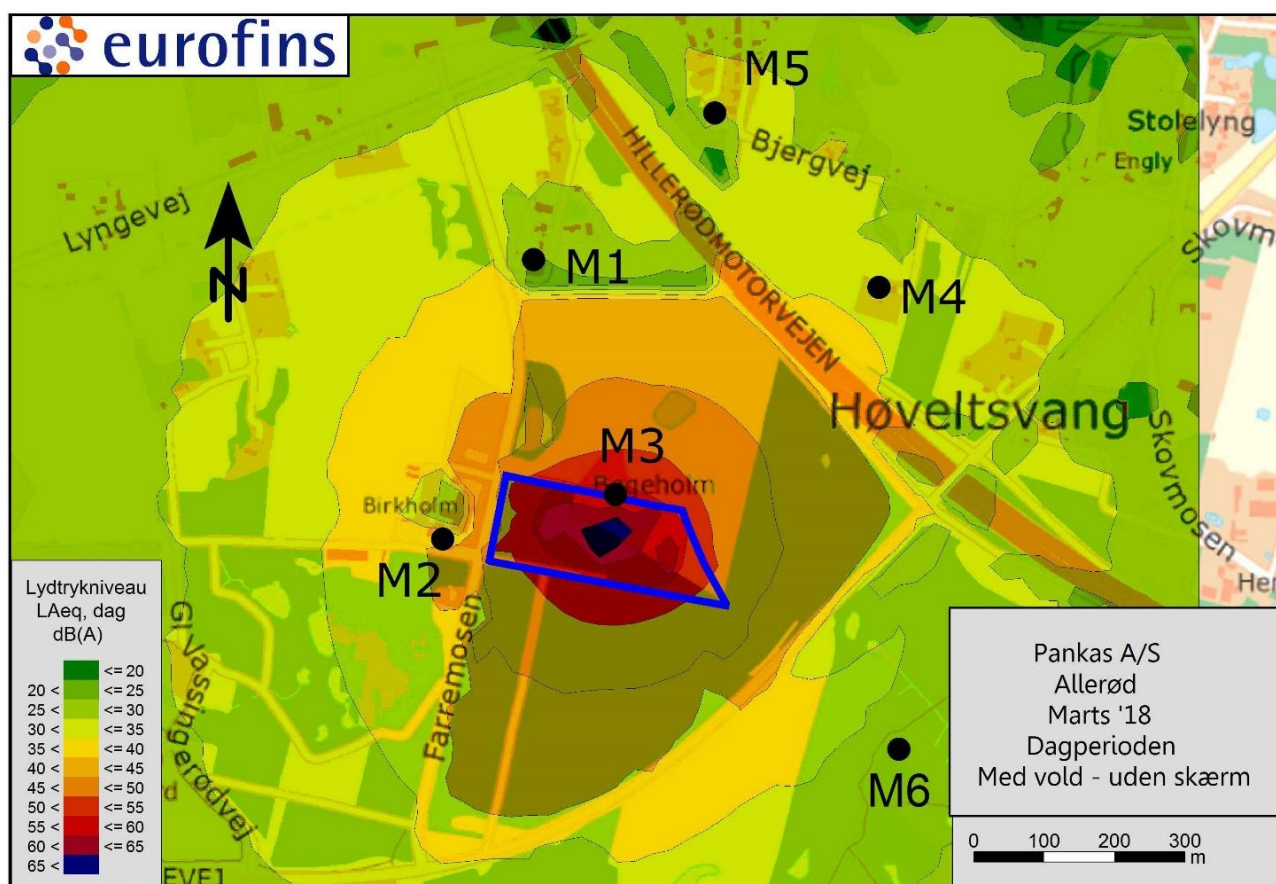 eurofins
M5
Stolelyng
Engly
Bjergvej
HILLERØDMOTORVEJEN
Lyngevej
N
M1
M4
Høveltsvang
Skovmosen
M3
Bøgeholm
Birkholm
M2
Farremosen
M6
Lydtrykniveau
LAeq, dag
dB(A)
<= 20
20 < <= 25
25 < <= 30
30 < <= 35
35 < <= 40
40 < <= 45
45 < <= 50
50 < <= 55
55 < <= 60
60 < <= 65
65 <
Gl Vassingerødvej
EVEJ
Pankas A/S
Allerød
Marts '18
Dagperioden
Med vold - uden skærm
0 100 200 300
m